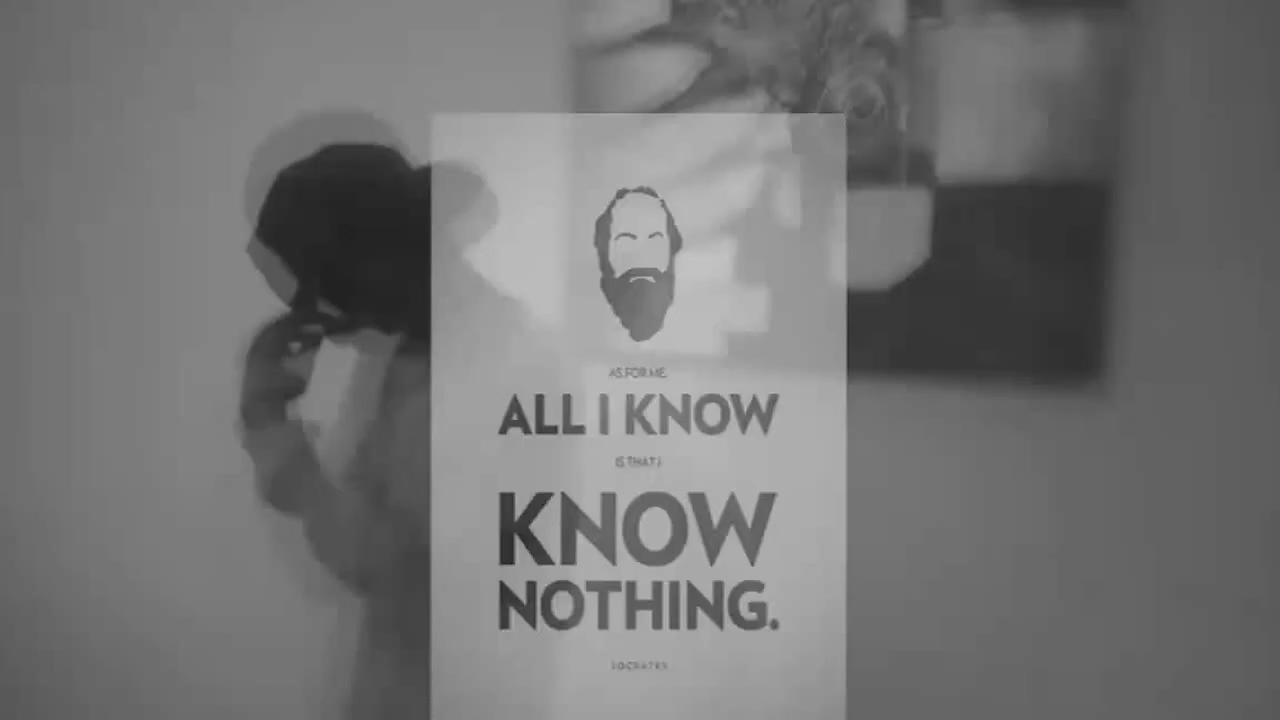 AS FOR ME,
ALL I KNOW
IS THAT I
KNOW
NOTHING.
SOCRATES